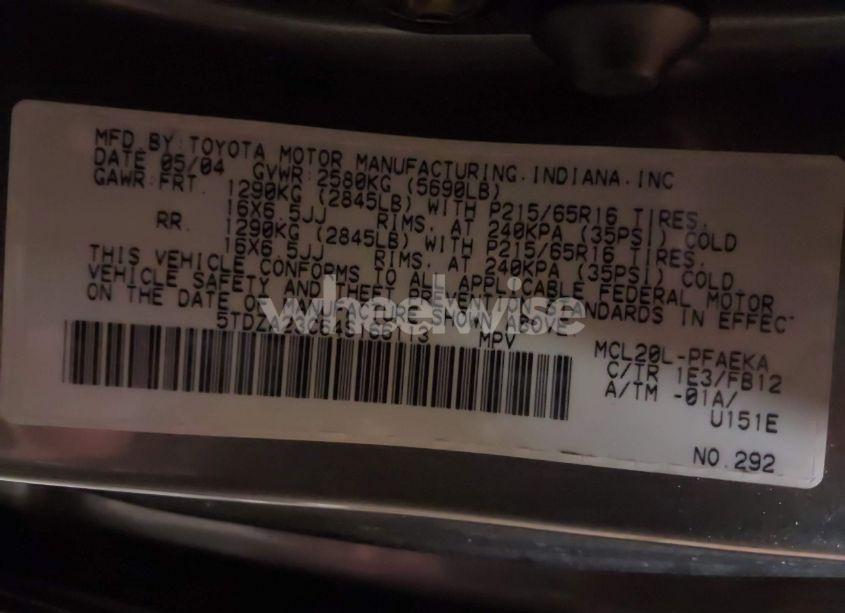 MFD.BY:TOYOTA MOTOR MANUFACTURING.INDIANA.INC
DATE 05/04 GVWR:2580KG (5690LB)
GAWR:FRT. 1290KG (2845LB) WITH P215/65R16 TIRES.
16X6.5JJ RIMS, AT 240KPA (35PSI) COLD
RR. 1290KG (2845LB) WITH P215/65R16 TIRES.
16X6.5JJ RIMS, AT 240KPA (35PSI) COLD.
THIS VEHICLE CONFORMS TO ALL APPLICABLE FEDERAL MOTOR
VEHICLE SAFETY AND THEFT PREVENTION STANDARDS IN EFFECT
ON THE DATE OF MANUFACTURE SHOWN ABOVE.
MPV
MCL20L-PFAEKA
C/TR 1E3/FB12
A/TM -01A/
U151E
NO.292
wheelwise